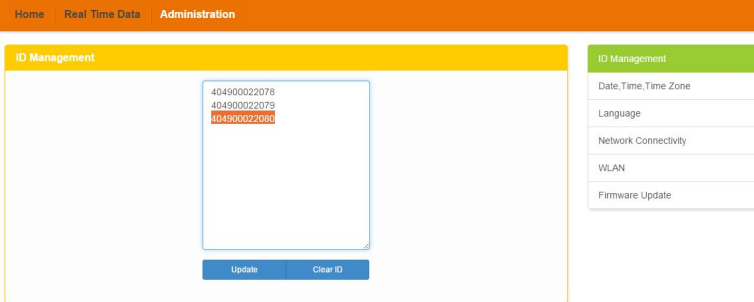 Home Real Time Data Administration
ID Management
404900022078
404900022079
404900022080
Update Clear ID
ID Management
Date,Time,Time Zone
Language
Network Connectivity
WLAN
Firmware Update